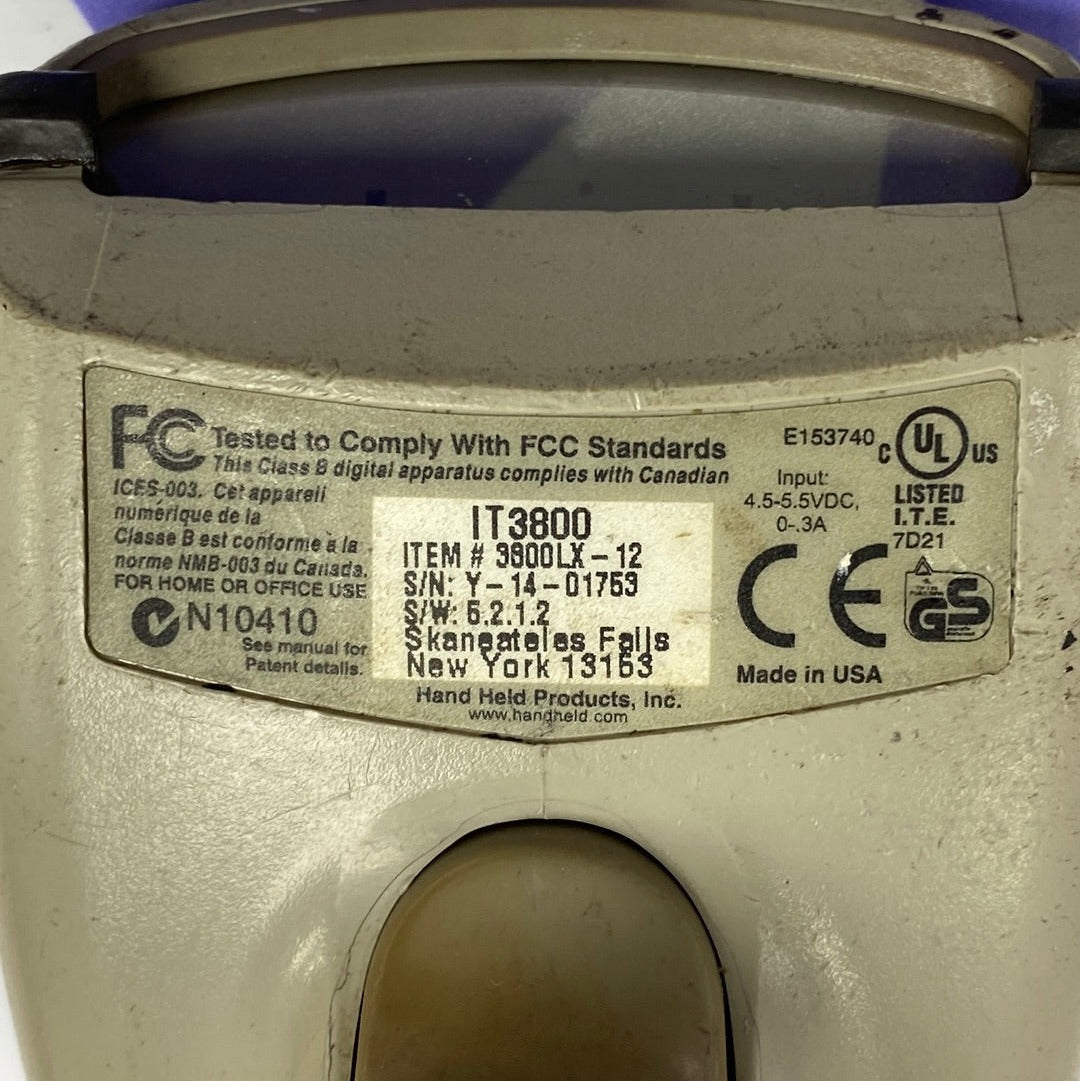 FC Tested to Comply With FCC Standards
This Class B digital apparatus complies with Canadian
ICES-003. Cet appareil
numérique de la
Classe B est conforme à la
norme NMB-003 du Canada.
FOR HOME OR OFFICE USE
N10410
See manual for
Patent details.
IT3800
ITEM # 3800LX-12
S/N: Y-14-01753
S/W: 5.2.1.2
Skaneateles Falls
New York 13153
Hand Held Products, Inc.
www.handheld.com
E153740
C UL US
Input:
4.5-5.5VDC,
0-.3A
LISTED
I.T.E.
7D21
CE
GS
Made in USA